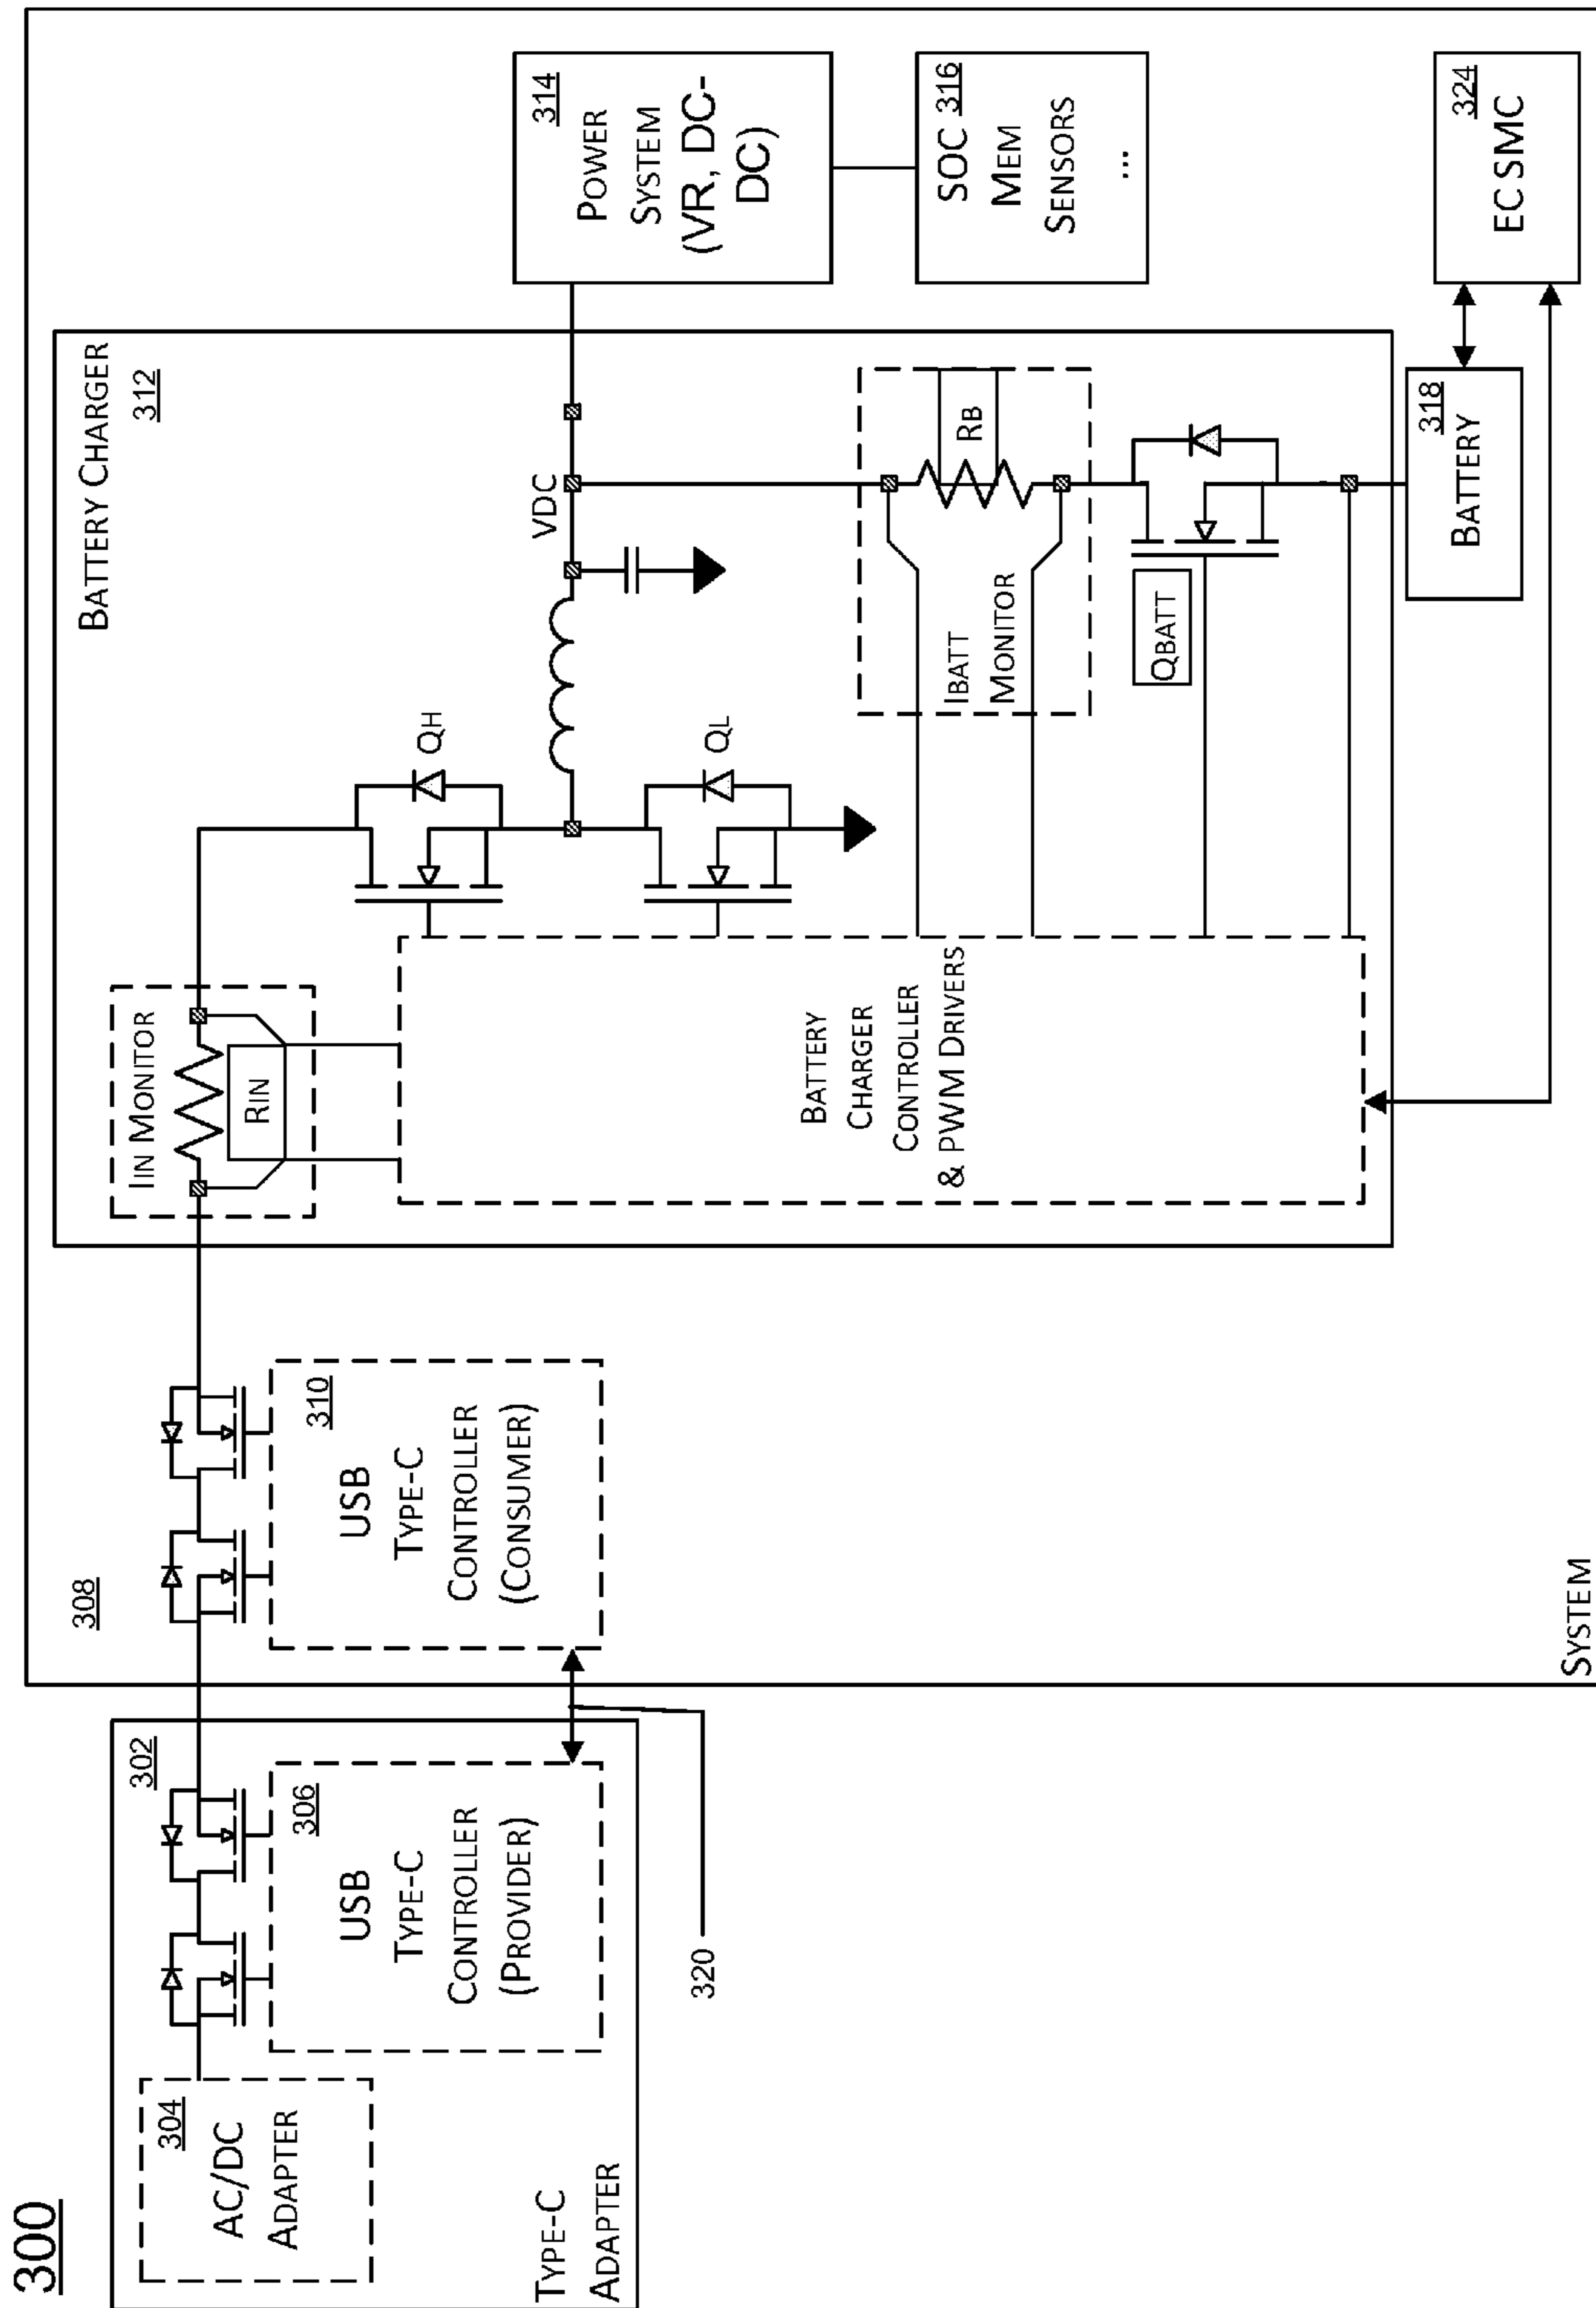 300
304
AC/DC
ADAPTER
TYPE-C
ADAPTER
302
306
USB
TYPE-C
CONTROLLER
(PROVIDER)
320
308
310
USB
TYPE-C
CONTROLLER
(CONSUMER)
SYSTEM
BATTERY CHARGER
312
IIN MONITOR
RIN
BATTERY
CHARGER
CONTROLLER
& PWM DRIVERS
QH
QL
VDC
IBATT
MONITOR
RB
QBATT
314
POWER
SYSTEM
(VR, DC-
DC)
SOC 316
MEM
SENSORS
...
318
BATTERY
324
EC SMC